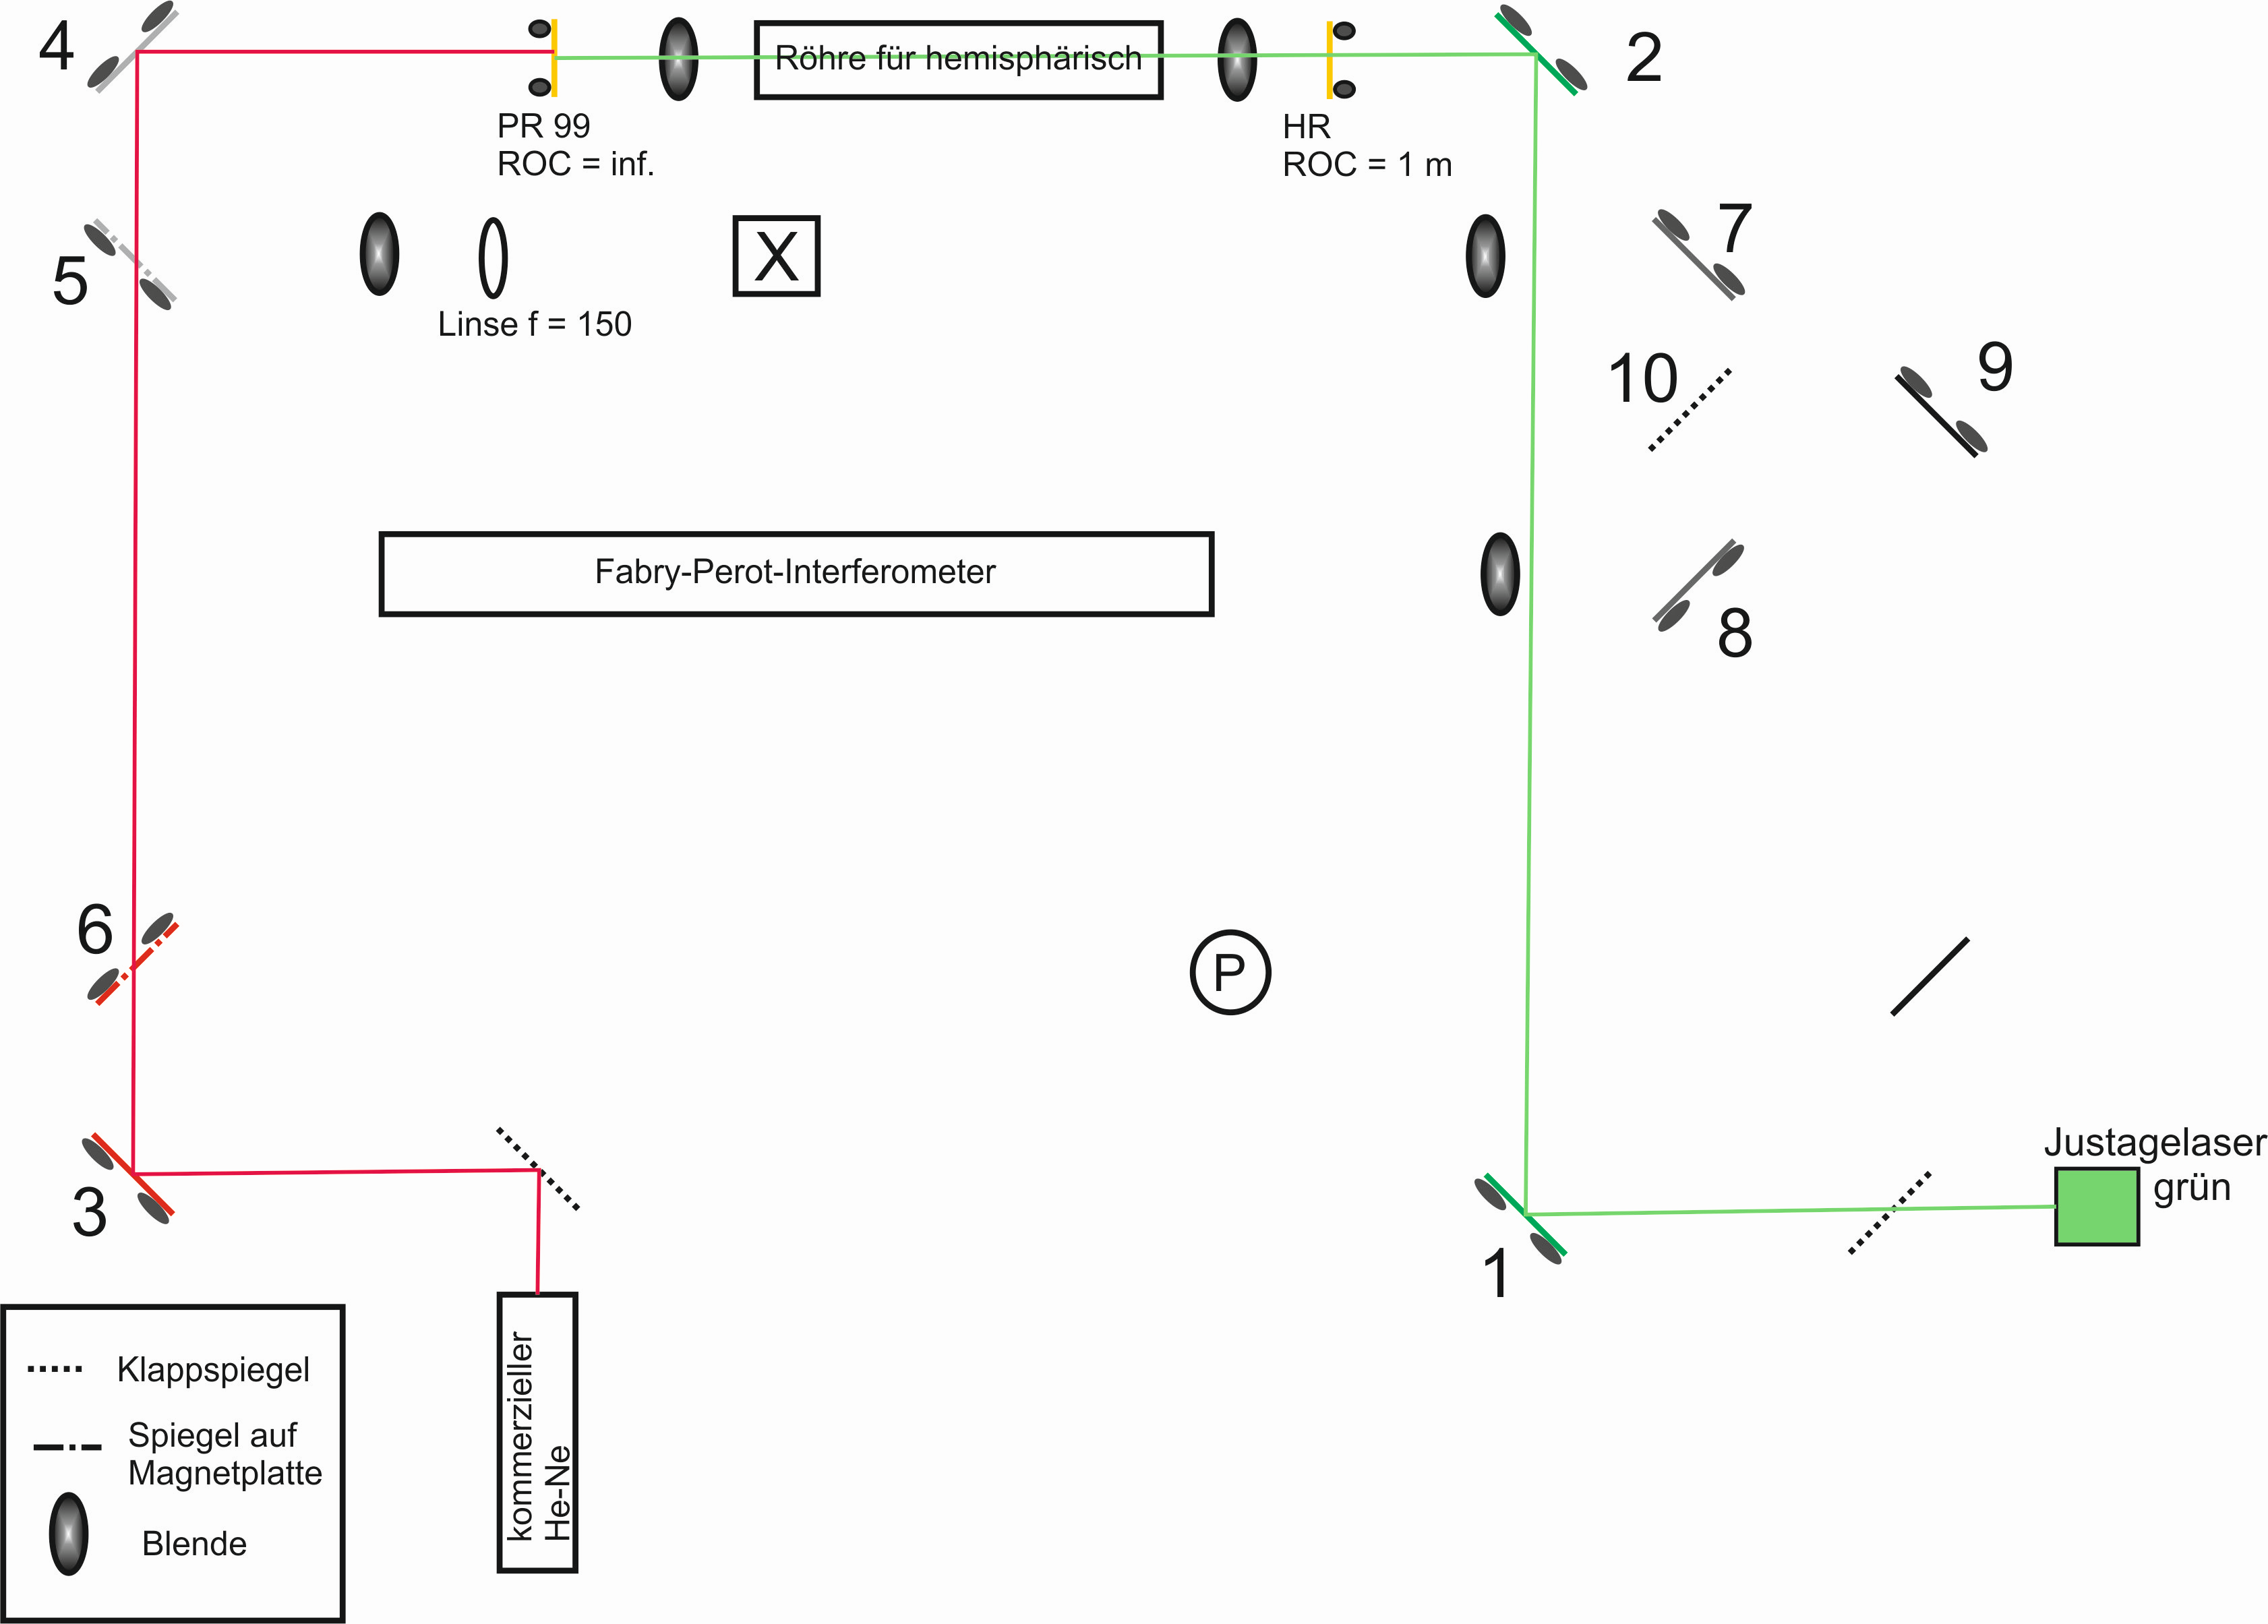 4
Röhre für hemisphärisch
2
PR 99
ROC = inf.
HR
ROC = 1 m
5
X
7
Linse f = 150
10
9
Fabry-Perot-Interferometer
8
6
P
3
1
Justagelaser
grün
kommerzieller
He-Ne
Klappspiegel
Spiegel auf
Magnetplatte
Blende